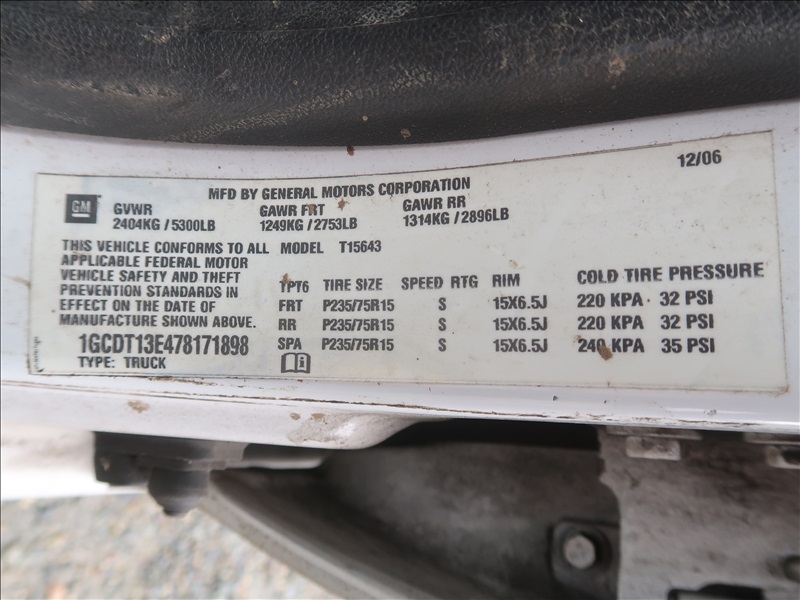 12/06
MFD BY GENERAL MOTORS CORPORATION
GM
GVWR GAWR FRT GAWR RR
2404KG / 5300LB 1249KG / 2753LB 1314KG / 2896LB
THIS VEHICLE CONFORMS TO ALL
APPLICABLE FEDERAL MOTOR
VEHICLE SAFETY AND THEFT
PREVENTION STANDARDS IN
EFFECT ON THE DATE OF
MANUFACTURE SHOWN ABOVE.
1GCDT13E478171898
TYPE: TRUCK
MODEL T15643
TPT6 TIRE SIZE SPEED RTG RIM COLD TIRE PRESSURE
FRT P235/75R15 S 15X6.5J 220 KPA 32 PSI
RR P235/75R15 S 15X6.5J 220 KPA 32 PSI
SPA P235/75R15 S 15X6.5J 240 KPA 35 PSI